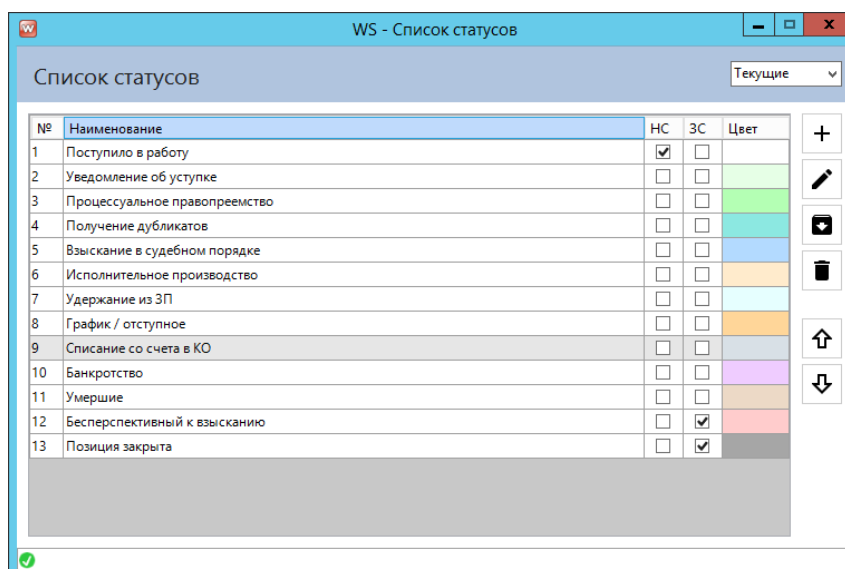 WS - Список статусов
Список статусов
Текущие
№ Наименование НС ЗС Цвет
1 Поступило в работу
2 Уведомление об уступке
3 Процессуальное правопреемство
4 Получение дубликатов
5 Взыскание в судебном порядке
6 Исполнительное производство
7 Удержание из ЗП
8 График / отступное
9 Списание со счета в КО
10 Банкротство
11 Умершие
12 Бесперспективный к взысканию
13 Позиция закрыта